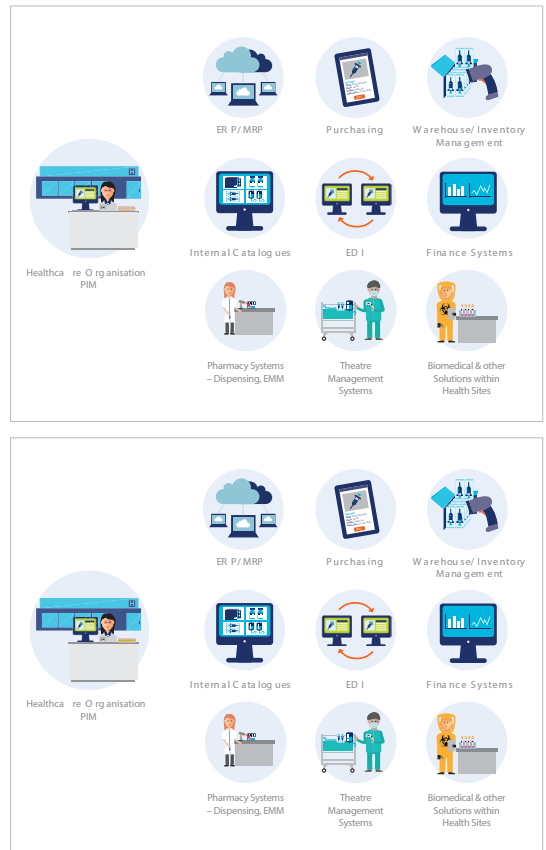 ER P/ MRP
Purchasing
Warehouse/ Inventory
Management
Healthca re Organisation
PIM
Internal Catalogues
ED I
Finance Systems
Pharmacy Systems
– Dispensing, EMM
Theatre
Management
Systems
Biomedical & other
Solutions within
Health Sites
ER P/ MRP
Purchasing
Warehouse/ Inventory
Management
Healthca re Organisation
PIM
Internal Catalogues
ED I
Finance Systems
Pharmacy Systems
– Dispensing, EMM
Theatre
Management
Systems
Biomedical & other
Solutions within
Health Sites